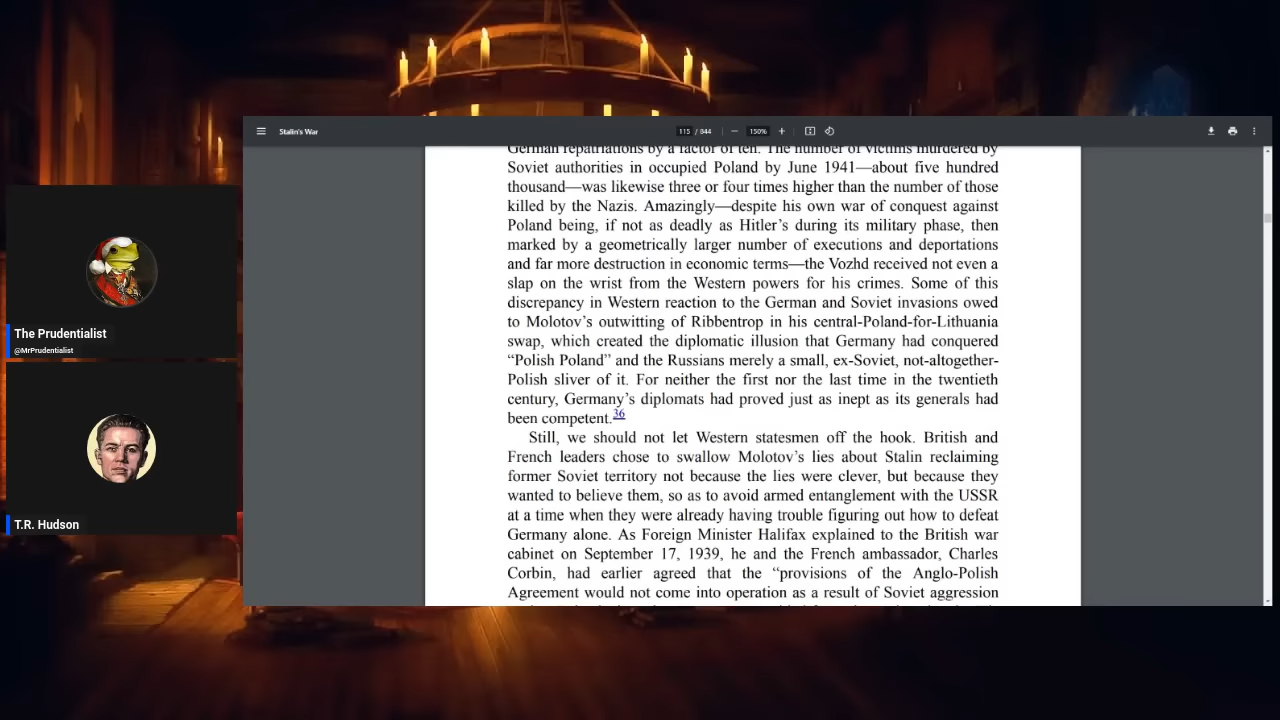 Stalin's War
115 / 844
150%
German repatriations by a factor of ten. The number of victims murdered by
Soviet authorities in occupied Poland by June 1941—about five hundred
thousand—was likewise three or four times higher than the number of those
killed by the Nazis. Amazingly—despite his own war of conquest against
Poland being, if not as deadly as Hitler's during its military phase, then
marked by a geometrically larger number of executions and deportations
and far more destruction in economic terms—the Vozhd received not even a
slap on the wrist from the Western powers for his crimes. Some of this
discrepancy in Western reaction to the German and Soviet invasions owed
to Molotov's outwitting of Ribbentrop in his central-Poland-for-Lithuania
swap, which created the diplomatic illusion that Germany had conquered
“Polish Poland” and the Russians merely a small, ex-Soviet, not-altogether-
Polish sliver of it. For neither the first nor the last time in the twentieth
century, Germany's diplomats had proved just as inept as its generals had
been competent.36
Still, we should not let Western statesmen off the hook. British and
French leaders chose to swallow Molotov's lies about Stalin reclaiming
former Soviet territory not because the lies were clever, but because they
wanted to believe them, so as to avoid armed entanglement with the USSR
at a time when they were already having trouble figuring out how to defeat
Germany alone. As Foreign Minister Halifax explained to the British war
cabinet on September 17, 1939, he and the French ambassador, Charles
Corbin, had earlier agreed that the “provisions of the Anglo-Polish
Agreement would not come into operation as a result of Soviet aggression
The Prudentialist
@MrPrudentialist
T.R. Hudson